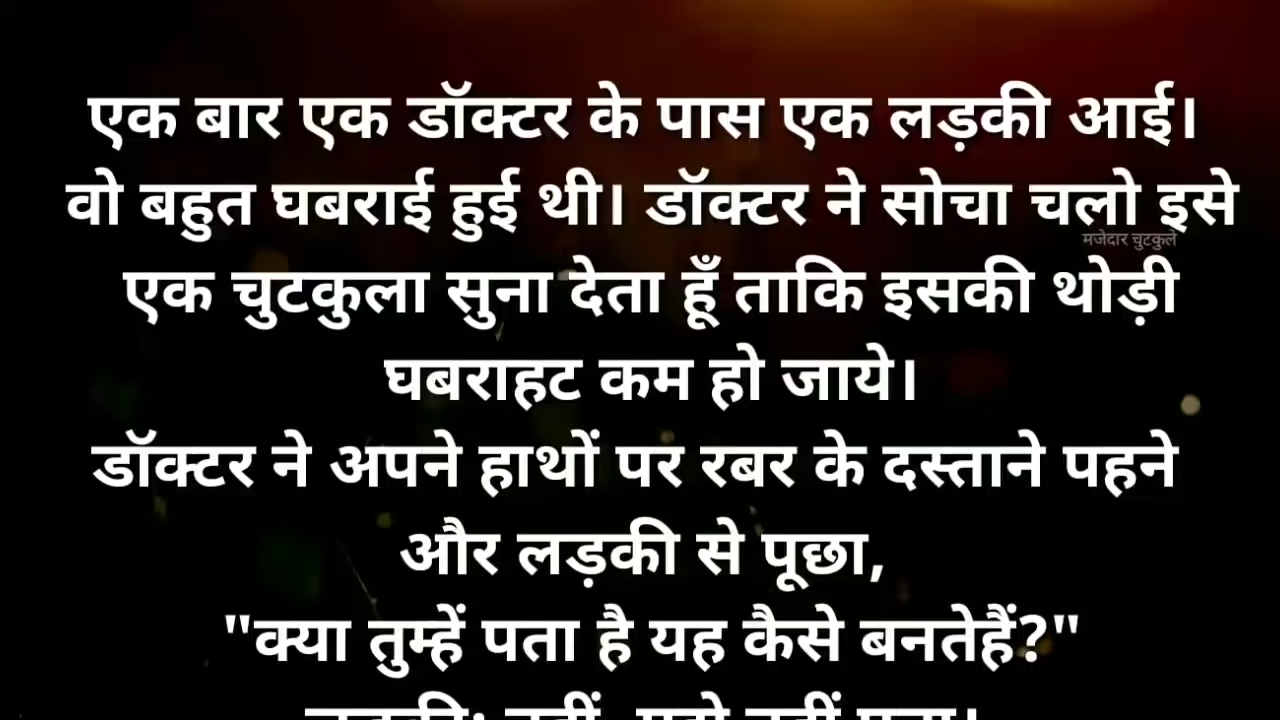 एक बार एक डॉक्टर के पास एक लड़की आई।
वो बहुत घबराई हुई थी। डॉक्टर ने सोचा चलो इसे
मजेदार चुटकुले
एक चुटकुला सुना देता हूँ ताकि इसकी थोड़ी
घबराहट कम हो जाये।
डॉक्टर ने अपने हाथों पर रबर के दस्ताने पहने
और लड़की से पूछा,
"क्या तुम्हें पता है यह कैसे बनतेहैं?"